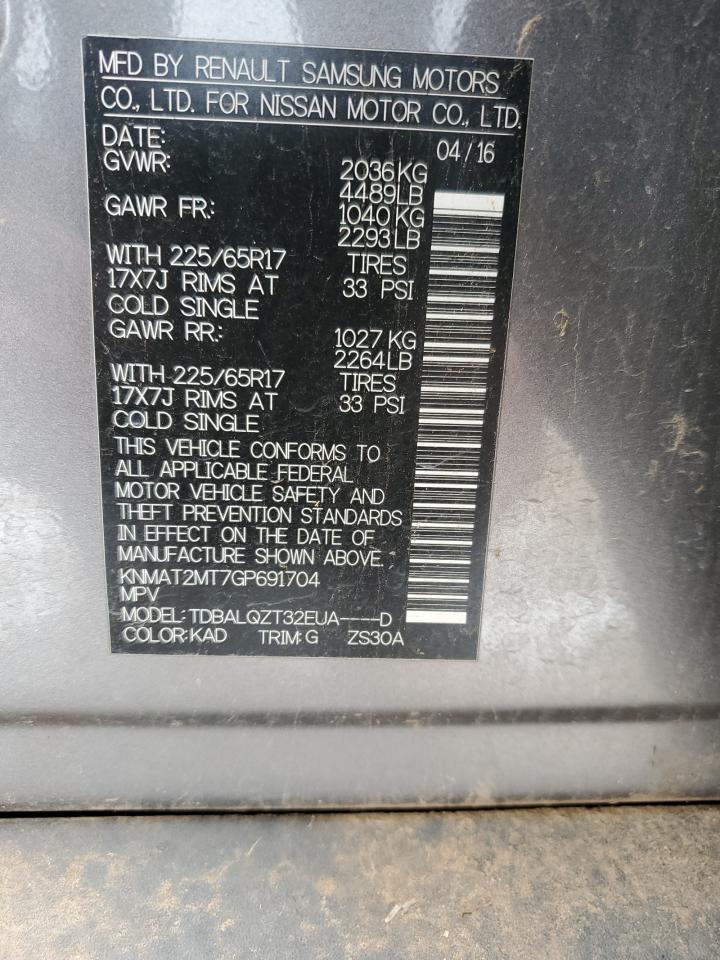 MFD BY RENAULT SAMSUNG MOTORS
CO., LTD. FOR NISSAN MOTOR CO., LTD.
DATE: 04/16
GVWR: 2036KG
4489LB
GAWR FR.: 1040KG
2293LB
WITH 225/65R17 TIRES
17X7J RIMS AT 33 PSI
COLD SINGLE
GAWR RR.: 1027KG
2264LB
WITH 225/65R17 TIRES
17X7J RIMS AT 33 PSI
COLD SINGLE
THIS VEHICLE CONFORMS TO
ALL APPLICABLE FEDERAL
MOTOR VEHICLE SAFETY AND
THEFT PREVENTION STANDARDS
IN EFFECT ON THE DATE OF
MANUFACTURE SHOWN ABOVE.
KNMAT2MT7GP691704
MPV
MODEL:TDBALQZT32EUA----D
COLOR:KAD TRIM:G ZS30A